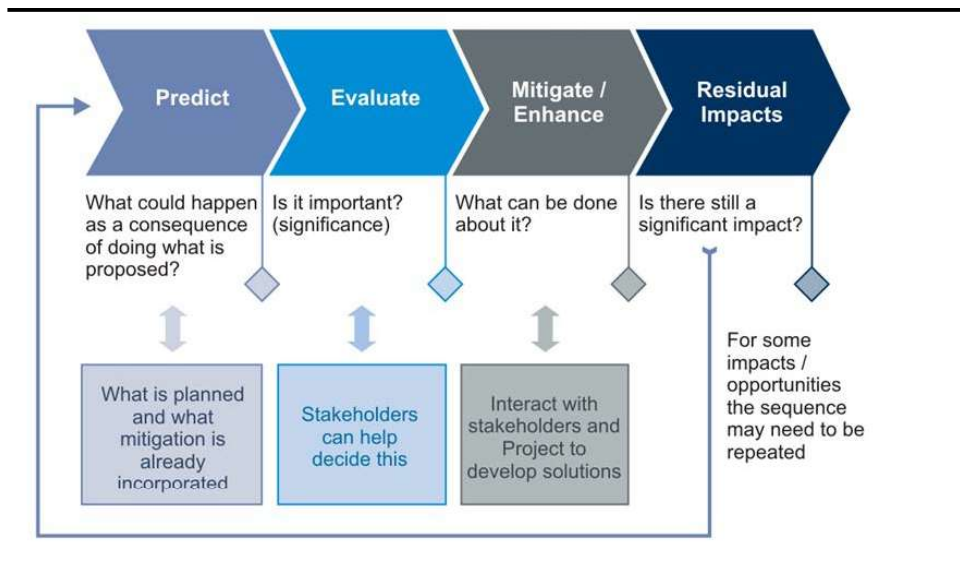 Predict
Evaluate
Mitigate /
Enhance
Residual
Impacts
What could happen
as a consequence
of doing what is
proposed?
Is it important?
(significance)
What can be done
about it?
Is there still a
significant impact?
What is planned
and what
mitigation is
already
incorporated
Stakeholders
can help
decide this
Interact with
stakeholders and
Project to
develop solutions
For some
impacts /
opportunities
the sequence
may need to be
repeated